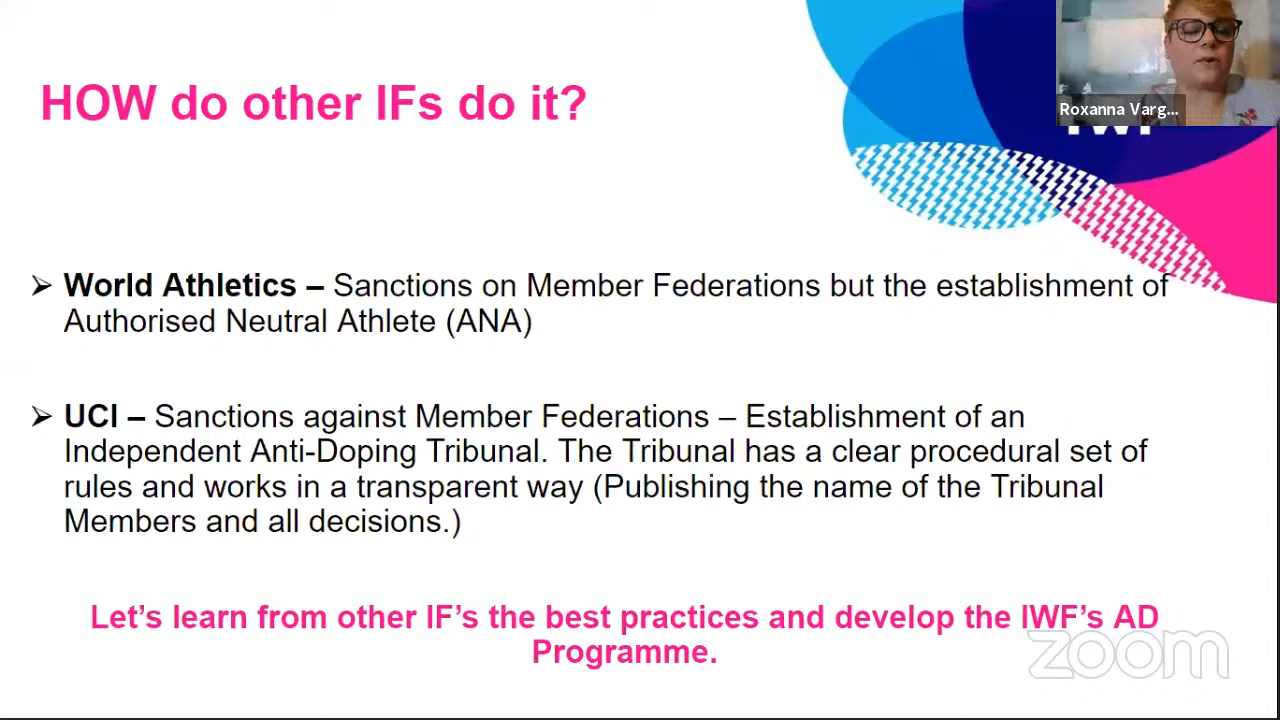 HOW do other IFs do it?
Roxanna Varg...
IWF
➢ World Athletics – Sanctions on Member Federations but the establishment of
Authorised Neutral Athlete (ANA)
➢ UCI – Sanctions against Member Federations – Establishment of an
Independent Anti-Doping Tribunal. The Tribunal has a clear procedural set of
rules and works in a transparent way (Publishing the name of the Tribunal
Members and all decisions.)
Let’s learn from other IF’s the best practices and develop the IWF’s AD
Programme.
zoom